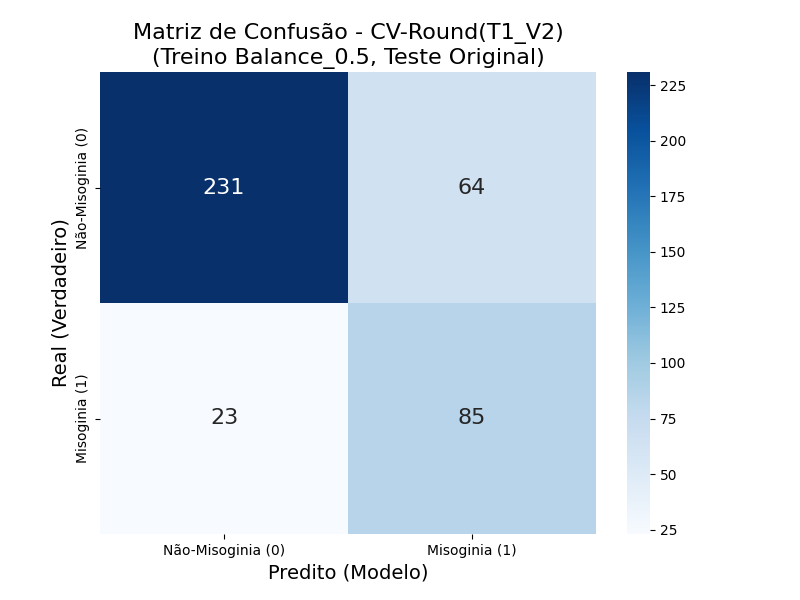 Matriz de Confusão - CV-Round(T1_V2)
(Treino Balance_0.5, Teste Original)
Real (Verdadeiro)
Não-Misoginia (0)
Misoginia (1)
231
64
23
85
Não-Misoginia (0)
Misoginia (1)
Predito (Modelo)
225
200
175
150
125
100
75
50
25